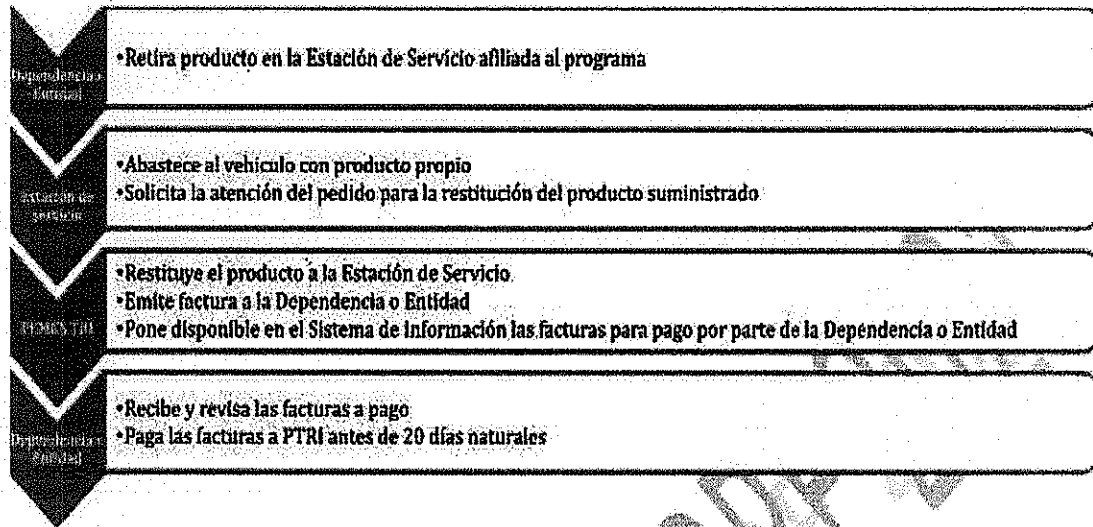 Dependencia o
Entidad
•Retira producto en la Estación de Servicio afiliada al programa
Estación de
servicio
•Abastece al vehículo con producto propio
•Solicita la atención del pedido para la restitución del producto suministrado
•Restituye el producto a la Estación de Servicio
•Emite factura a la Dependencia o Entidad
•Pone disponible en el Sistema de Información las facturas para pago por parte de la Dependencia o Entidad
Dependencia o
Entidad
•Recibe y revisa las facturas a pago
•Paga las facturas a PTRI antes de 20 días naturales